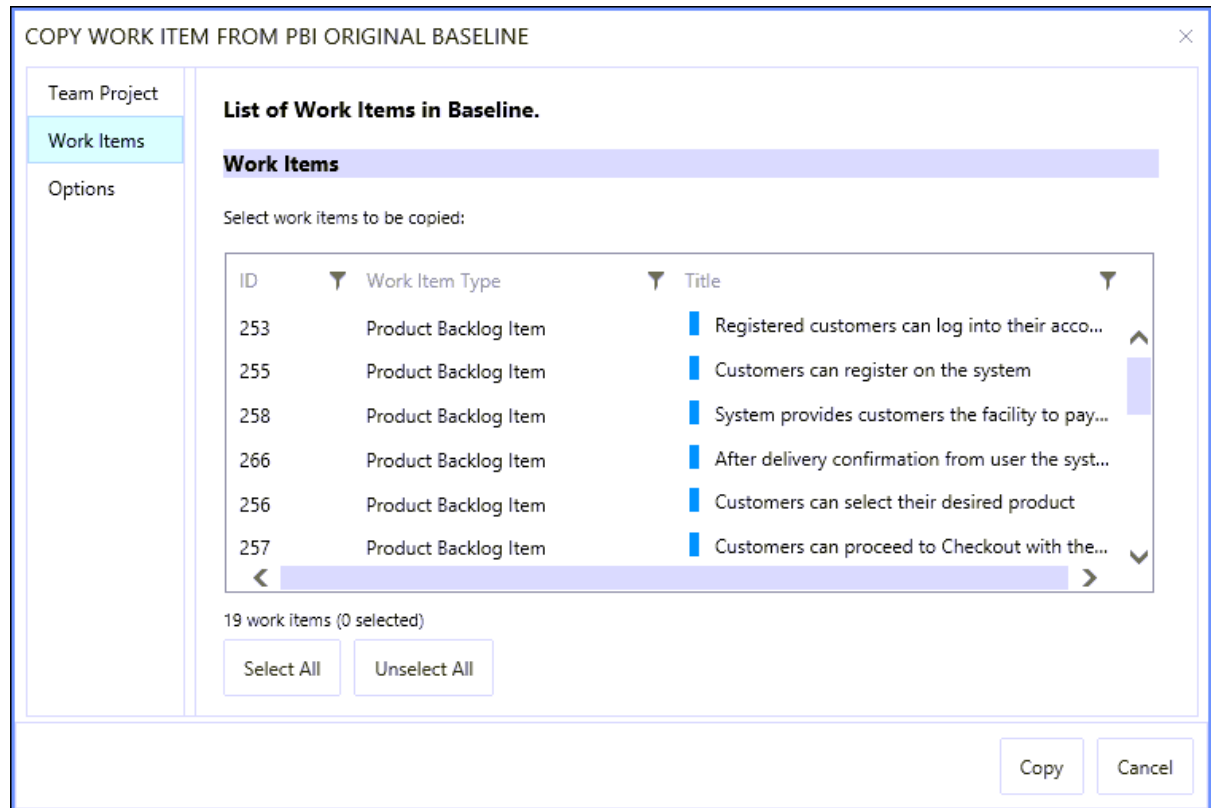 COPY WORK ITEM FROM PBI ORIGINAL BASELINE
Team Project
Work Items
Options
List of Work Items in Baseline.
Work Items
Select work items to be copied:
ID Work Item Type Title
253 Product Backlog Item Registered customers can log into their acco...
255 Product Backlog Item Customers can register on the system
258 Product Backlog Item System provides customers the facility to pay...
266 Product Backlog Item After delivery confirmation from user the syst...
256 Product Backlog Item Customers can select their desired product
257 Product Backlog Item Customers can proceed to Checkout with the...
19 work items (0 selected)
Select All Unselect All
Copy Cancel